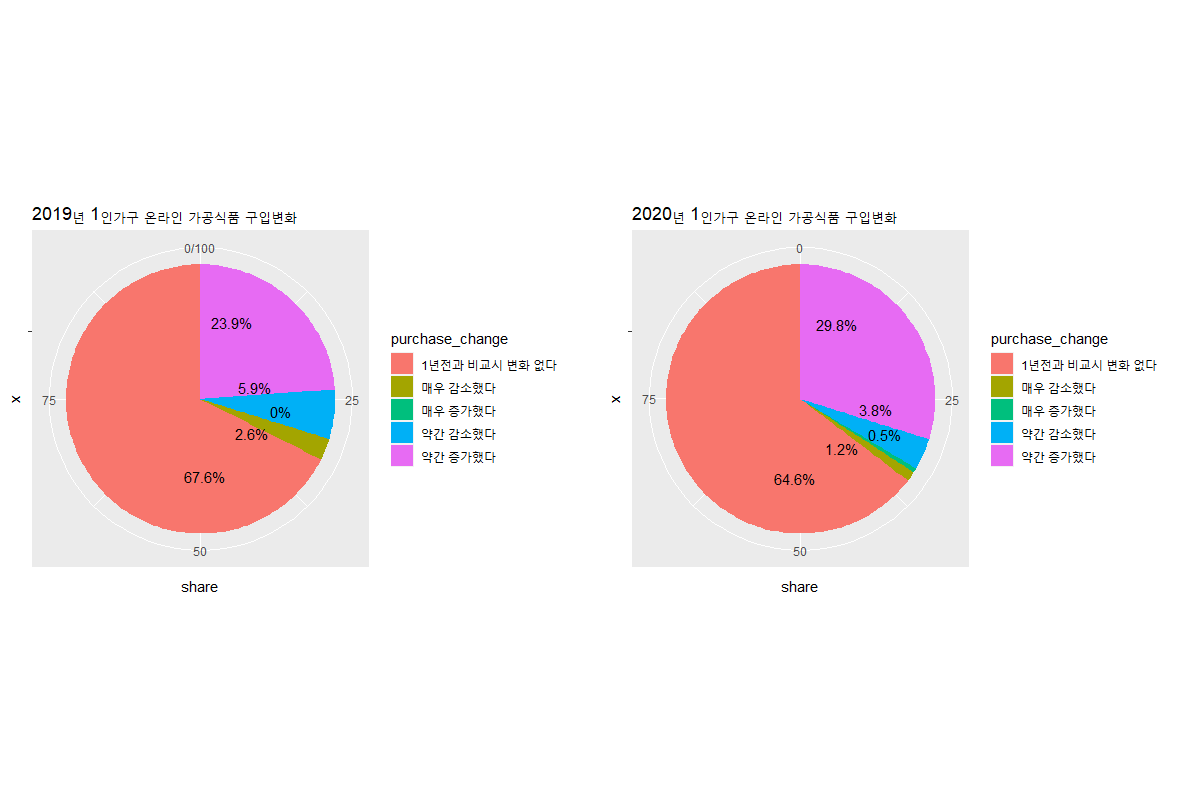 2019년 1인가구 온라인 가공식품 구입변화
0/100
23.9%
5.9%
0%
2.6%
67.6%
75
25
50
x
share
purchase_change
1년전과 비교시 변화 없다
매우 감소했다
매우 증가했다
약간 감소했다
약간 증가했다
2020년 1인가구 온라인 가공식품 구입변화
0
29.8%
3.8%
0.5%
1.2%
64.6%
75
25
50
x
share
purchase_change
1년전과 비교시 변화 없다
매우 감소했다
매우 증가했다
약간 감소했다
약간 증가했다